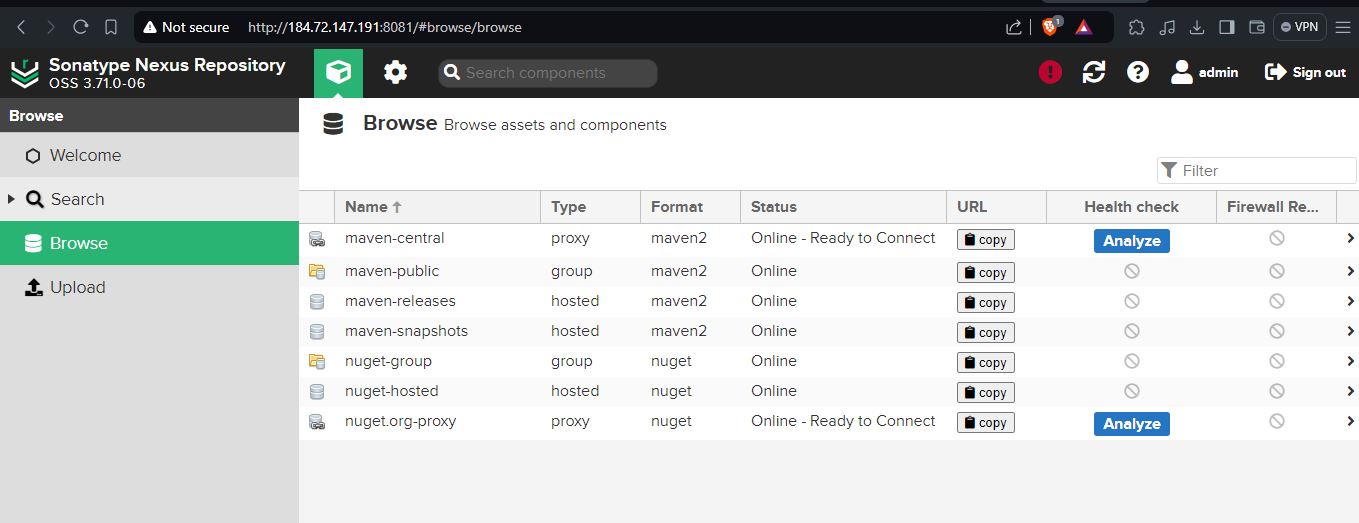 Not secure http://184.72.147.191:8081/#browse/browse 1 VPN
Sonatype Nexus Repository
OSS 3.71.0-06
Search components
admin
Sign out
Browse
Welcome
Search
Browse
Upload
Browse Browse assets and components
Filter
Name Type Format Status URL Health check Firewall Re...
maven-central proxy maven2 Online - Ready to Connect copy Analyze
maven-public group maven2 Online copy
maven-releases hosted maven2 Online copy
maven-snapshots hosted maven2 Online copy
nuget-group group nuget Online copy
nuget-hosted hosted nuget Online copy
nuget.org-proxy proxy nuget Online - Ready to Connect copy Analyze